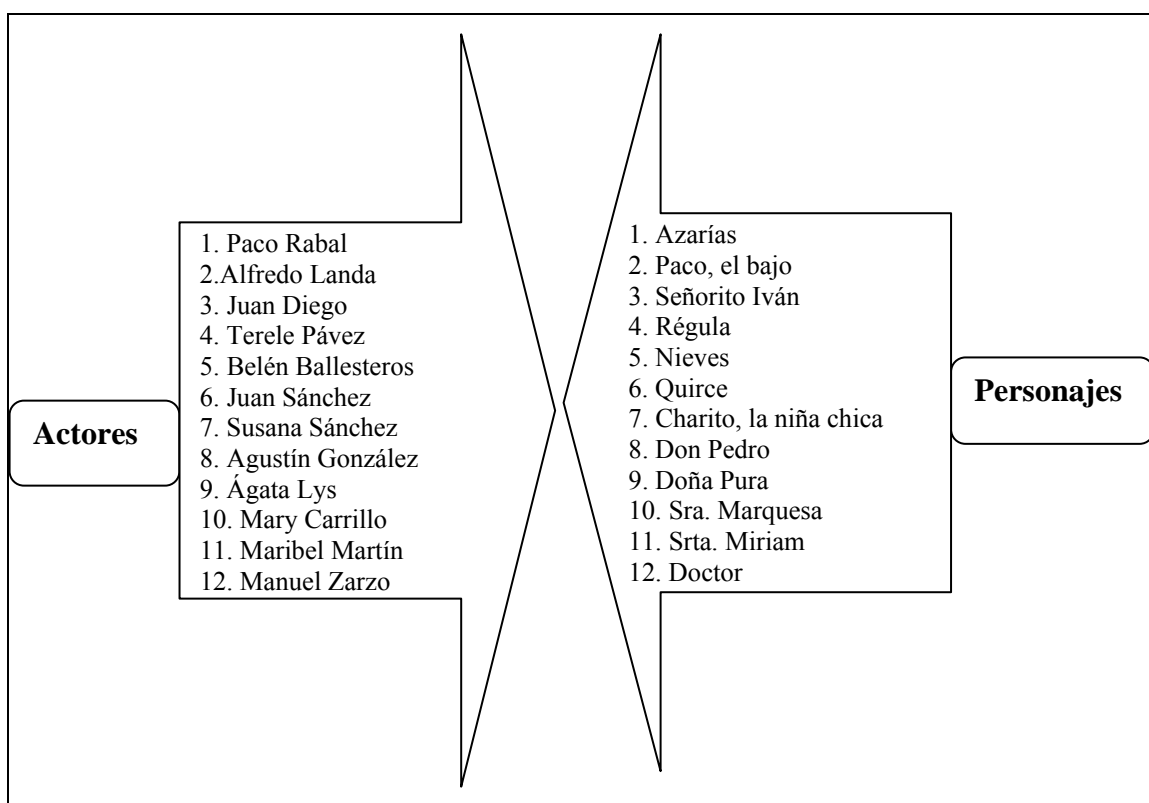 Actores
1. Paco Rabal
2.Alfredo Landa
3. Juan Diego
4. Terele Pávez
5. Belén Ballesteros
6. Juan Sánchez
7. Susana Sánchez
8. Agustín González
9. Ágata Lys
10. Mary Carrillo
11. Maribel Martín
12. Manuel Zarzo
1. Azarías
2. Paco, el bajo
3. Señorito Iván
4. Régula
5. Nieves
6. Quirce
7. Charito, la niña chica
8. Don Pedro
9. Doña Pura
10. Sra. Marquesa
11. Srta. Miriam
12. Doctor
Personajes